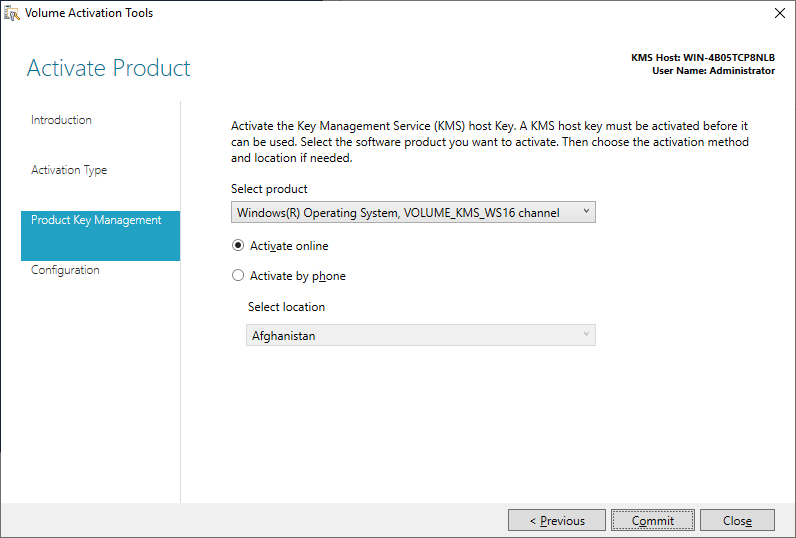 Volume Activation Tools
Activate Product
KMS Host: WIN-4B05TCP8NLB
User Name: Administrator
Introduction
Activation Type
Product Key Management
Configuration
Activate the Key Management Service (KMS) host Key. A KMS host key must be activated before it
can be used. Select the software product you want to activate. Then choose the activation method
and location if needed.
Select product
Windows(R) Operating System, VOLUME_KMS_WS16 channel
Activate online
Activate by phone
Select location
Afghanistan
< Previous
Commit
Close